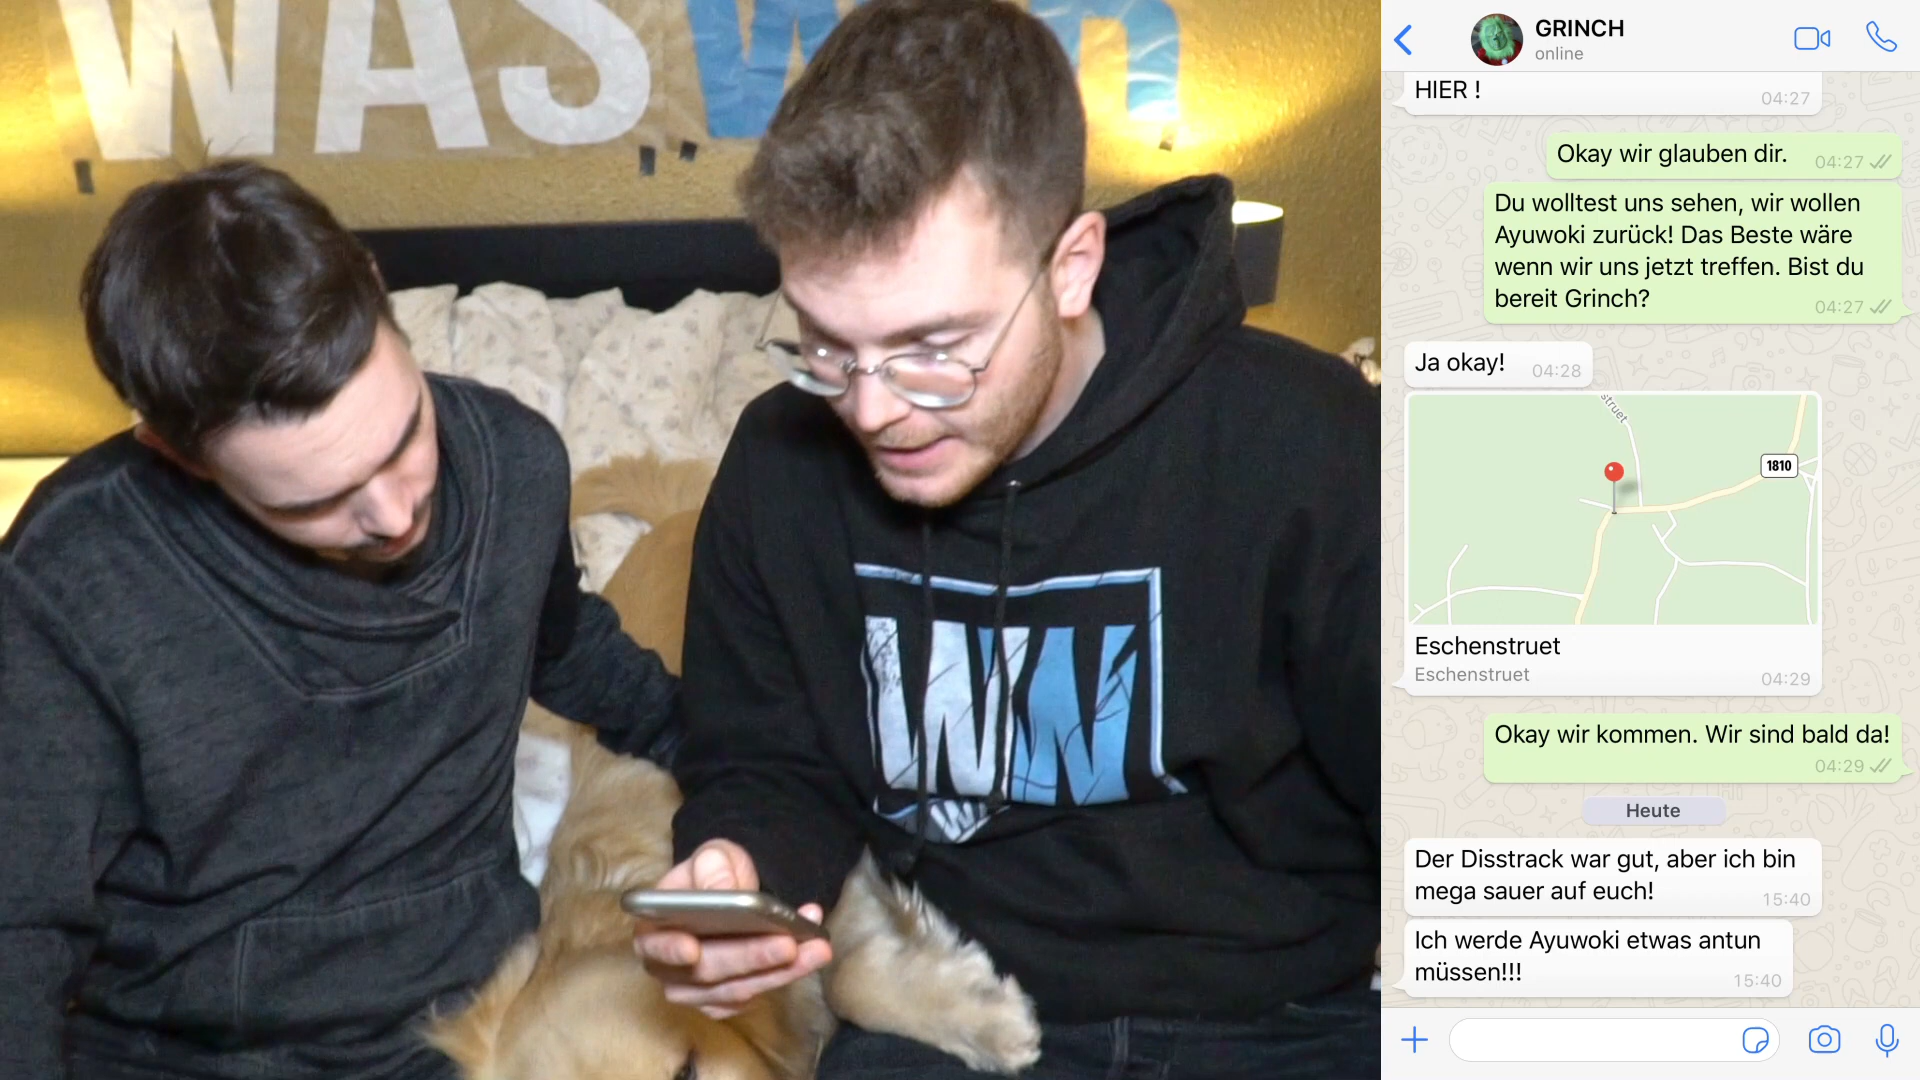 WAS W
WW
GRINCH
online
HIER !
04:27
Okay wir glauben dir.
04:27
Du wolltest uns sehen, wir wollen
Ayuwoki zurück! Das Beste wäre
wenn wir uns jetzt treffen. Bist du
bereit Grinch?
04:27
Ja okay!
04:28
struet
1810
Eschenstruet
Eschenstruet
04:29
Okay wir kommen. Wir sind bald da!
04:29
Heute
Der Disstrack war gut, aber ich bin
mega sauer auf euch!
15:40
Ich werde Ayuwoki etwas antun
müssen!!!
15:40